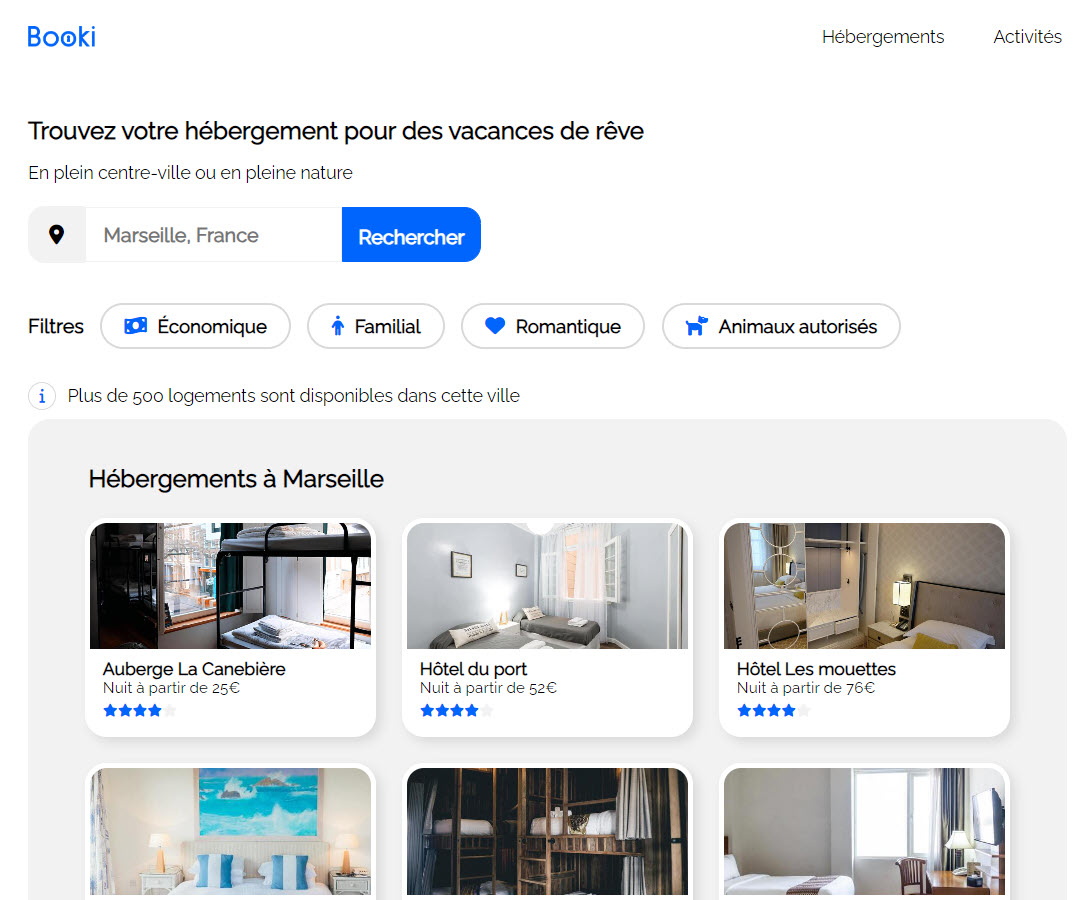 Booki
Hébergements
Activités
Trouvez votre hébergement pour des vacances de rêve
En plein centre-ville ou en pleine nature
Marseille, France
Rechercher
Filtres
Économique
Familial
Romantique
Animaux autorisés
i
Plus de 500 logements sont disponibles dans cette ville
Hébergements à Marseille
Auberge La Canebière
Nuit à partir de 25€
Hôtel du port
Nuit à partir de 52€
Hôtel Les mouettes
Nuit à partir de 76€